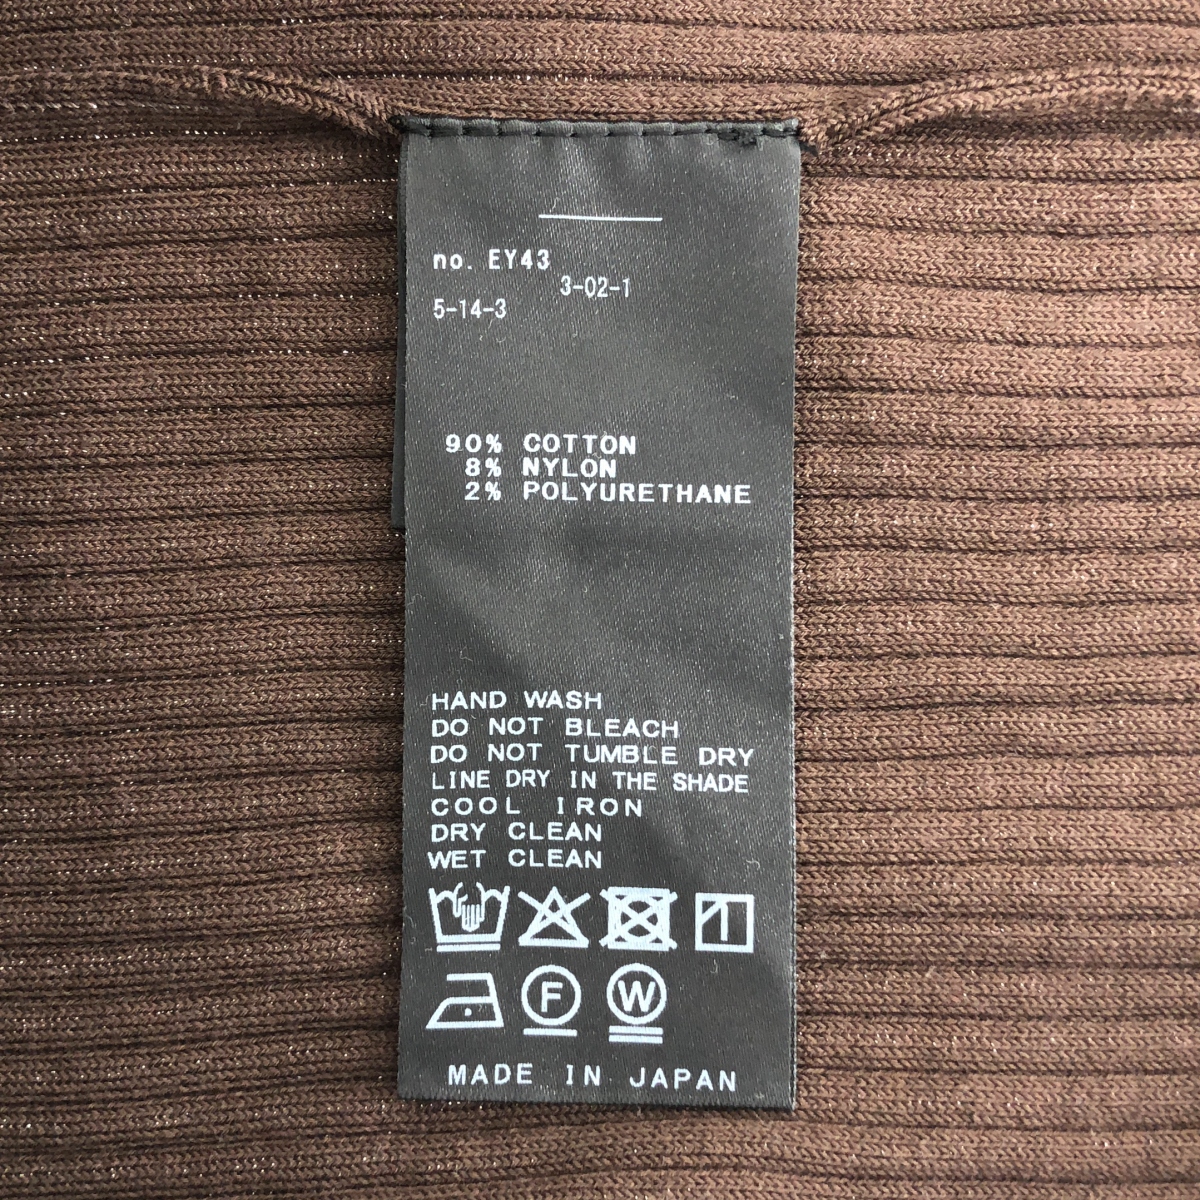 no. EY43
3-02-1
5-14-3
90% COTTON
8% NYLON
2% POLYURETHANE
HAND WASH
DO NOT BLEACH
DO NOT TUMBLE DRY
LINE DRY IN THE SHADE
COOL IRON
DRY CLEAN
WET CLEAN
F W
MADE IN JAPAN